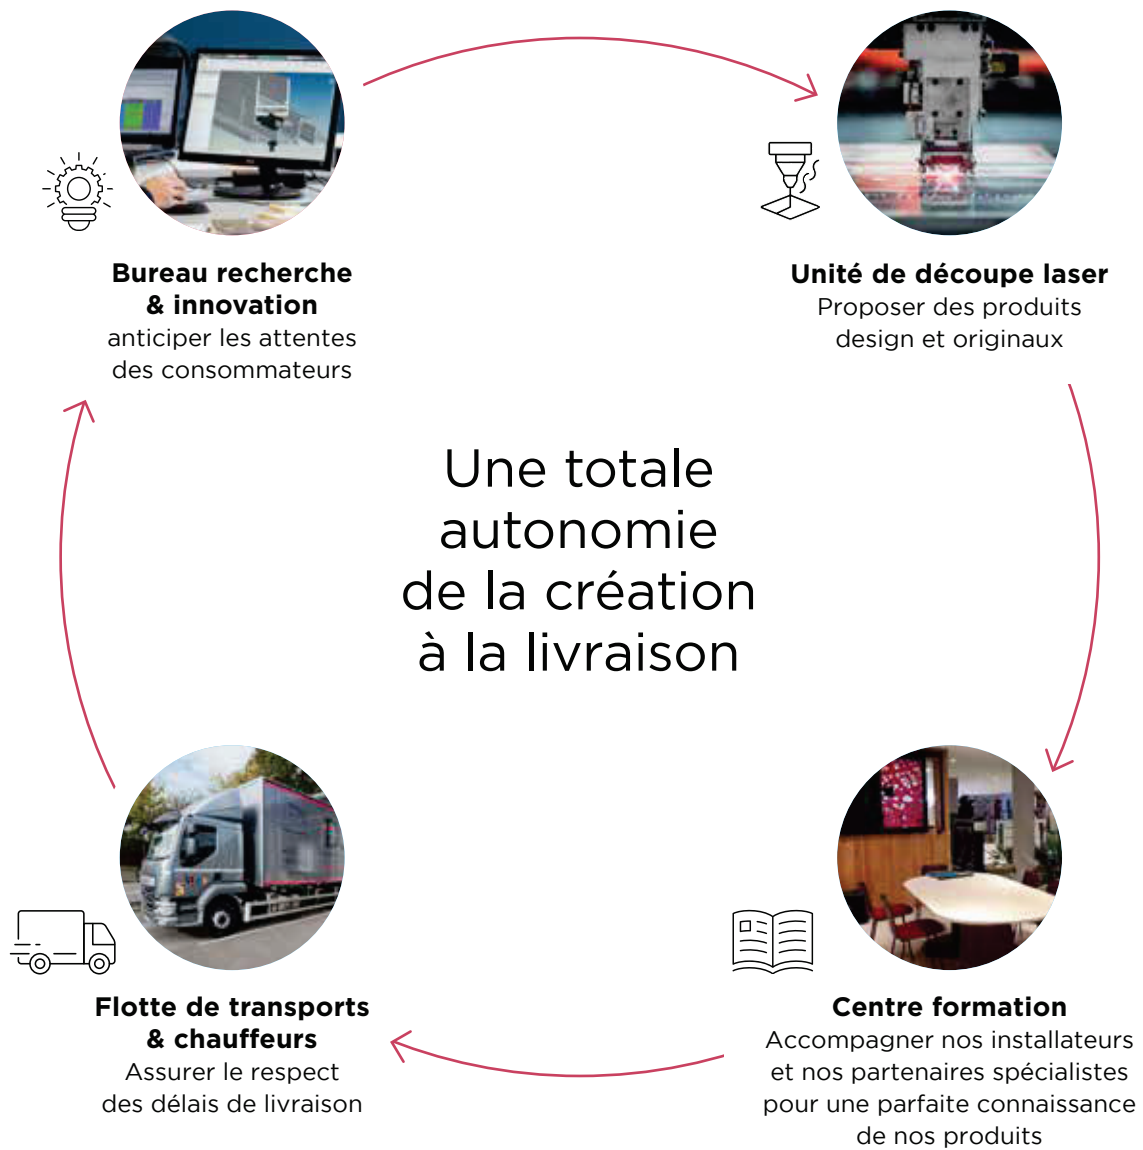 Bureau recherche
& innovation
anticiper les attentes
des consommateurs
Unité de découpe laser
Proposer des produits
design et originaux
Une totale
autonomie
de la création
à la livraison
Flotte de transports
& chauffeurs
Assurer le respect
des délais de livraison
Centre formation
Accompagner nos installateurs
et nos partenaires spécialistes
pour une parfaite connaissance
de nos produits